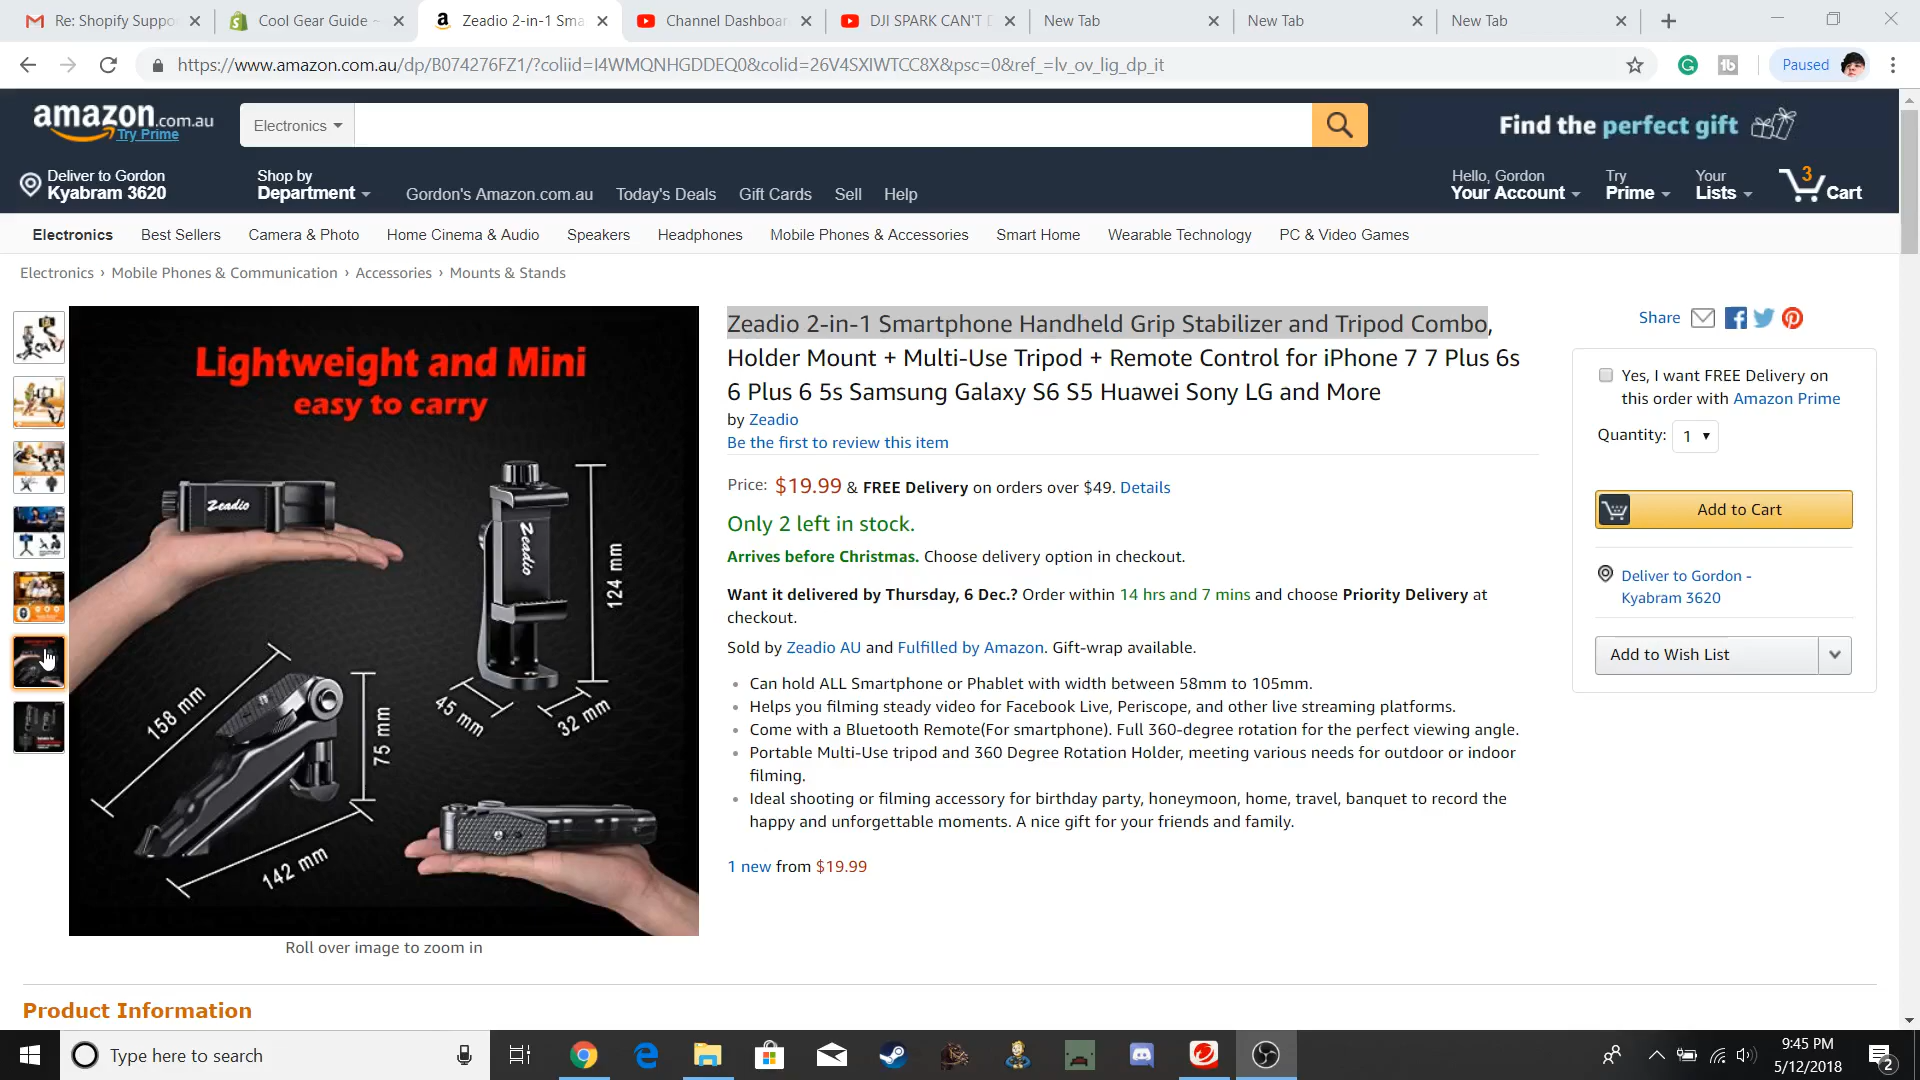 Re: Shopify Suppo
Cool Gear Guide ~
Zeadio 2-in-1 Sma
Channel Dashboar
DJI SPARK CAN'T D
New Tab
New Tab
New Tab
https://www.amazon.com.au/dp/B074276FZ1/?coliid=I4WMQNHGDDEQ0&colid=26V4SXIWTCC8X&psc=0&ref_=lv_ov_lig_dp_it
Paused
amazon.com.au
Try Prime
Electronics
Find the perfect gift
Deliver to Gordon
Kyabram 3620
Shop by
Department
Gordon's Amazon.com.au
Today's Deals
Gift Cards
Sell
Help
Hello, Gordon
Your Account
Try
Prime
Your
Lists
3
Cart
Electronics
Best Sellers
Camera & Photo
Home Cinema & Audio
Speakers
Headphones
Mobile Phones & Accessories
Smart Home
Wearable Technology
PC & Video Games
Electronics › Mobile Phones & Communication › Accessories › Mounts & Stands
Lightweight and Mini
easy to carry
Zeadio
Zeadio
124 mm
45 mm
32 mm
158 mm
75 mm
142 mm
Roll over image to zoom in
Zeadio 2-in-1 Smartphone Handheld Grip Stabilizer and Tripod Combo,
Holder Mount + Multi-Use Tripod + Remote Control for iPhone 7 7 Plus 6s
6 Plus 6 5s Samsung Galaxy S6 S5 Huawei Sony LG and More
by Zeadio
Be the first to review this item
Price: $19.99 & FREE Delivery on orders over $49. Details
Only 2 left in stock.
Arrives before Christmas. Choose delivery option in checkout.
Want it delivered by Thursday, 6 Dec.? Order within 14 hrs and 7 mins and choose Priority Delivery at
checkout.
Sold by Zeadio AU and Fulfilled by Amazon. Gift-wrap available.
• Can hold ALL Smartphone or Phablet with width between 58mm to 105mm.
• Helps you filming steady video for Facebook Live, Periscope, and other live streaming platforms.
• Come with a Bluetooth Remote(For smartphone). Full 360-degree rotation for the perfect viewing angle.
• Portable Multi-Use tripod and 360 Degree Rotation Holder, meeting various needs for outdoor or indoor
filming.
• Ideal shooting or filming accessory for birthday party, honeymoon, home, travel, banquet to record the
happy and unforgettable moments. A nice gift for your friends and family.
1 new from $19.99
Share
Yes, I want FREE Delivery on
this order with Amazon Prime
Quantity: 1
Add to Cart
Deliver to Gordon -
Kyabram 3620
Add to Wish List
Product Information
Type here to search
9:45 PM
5/12/2018
2